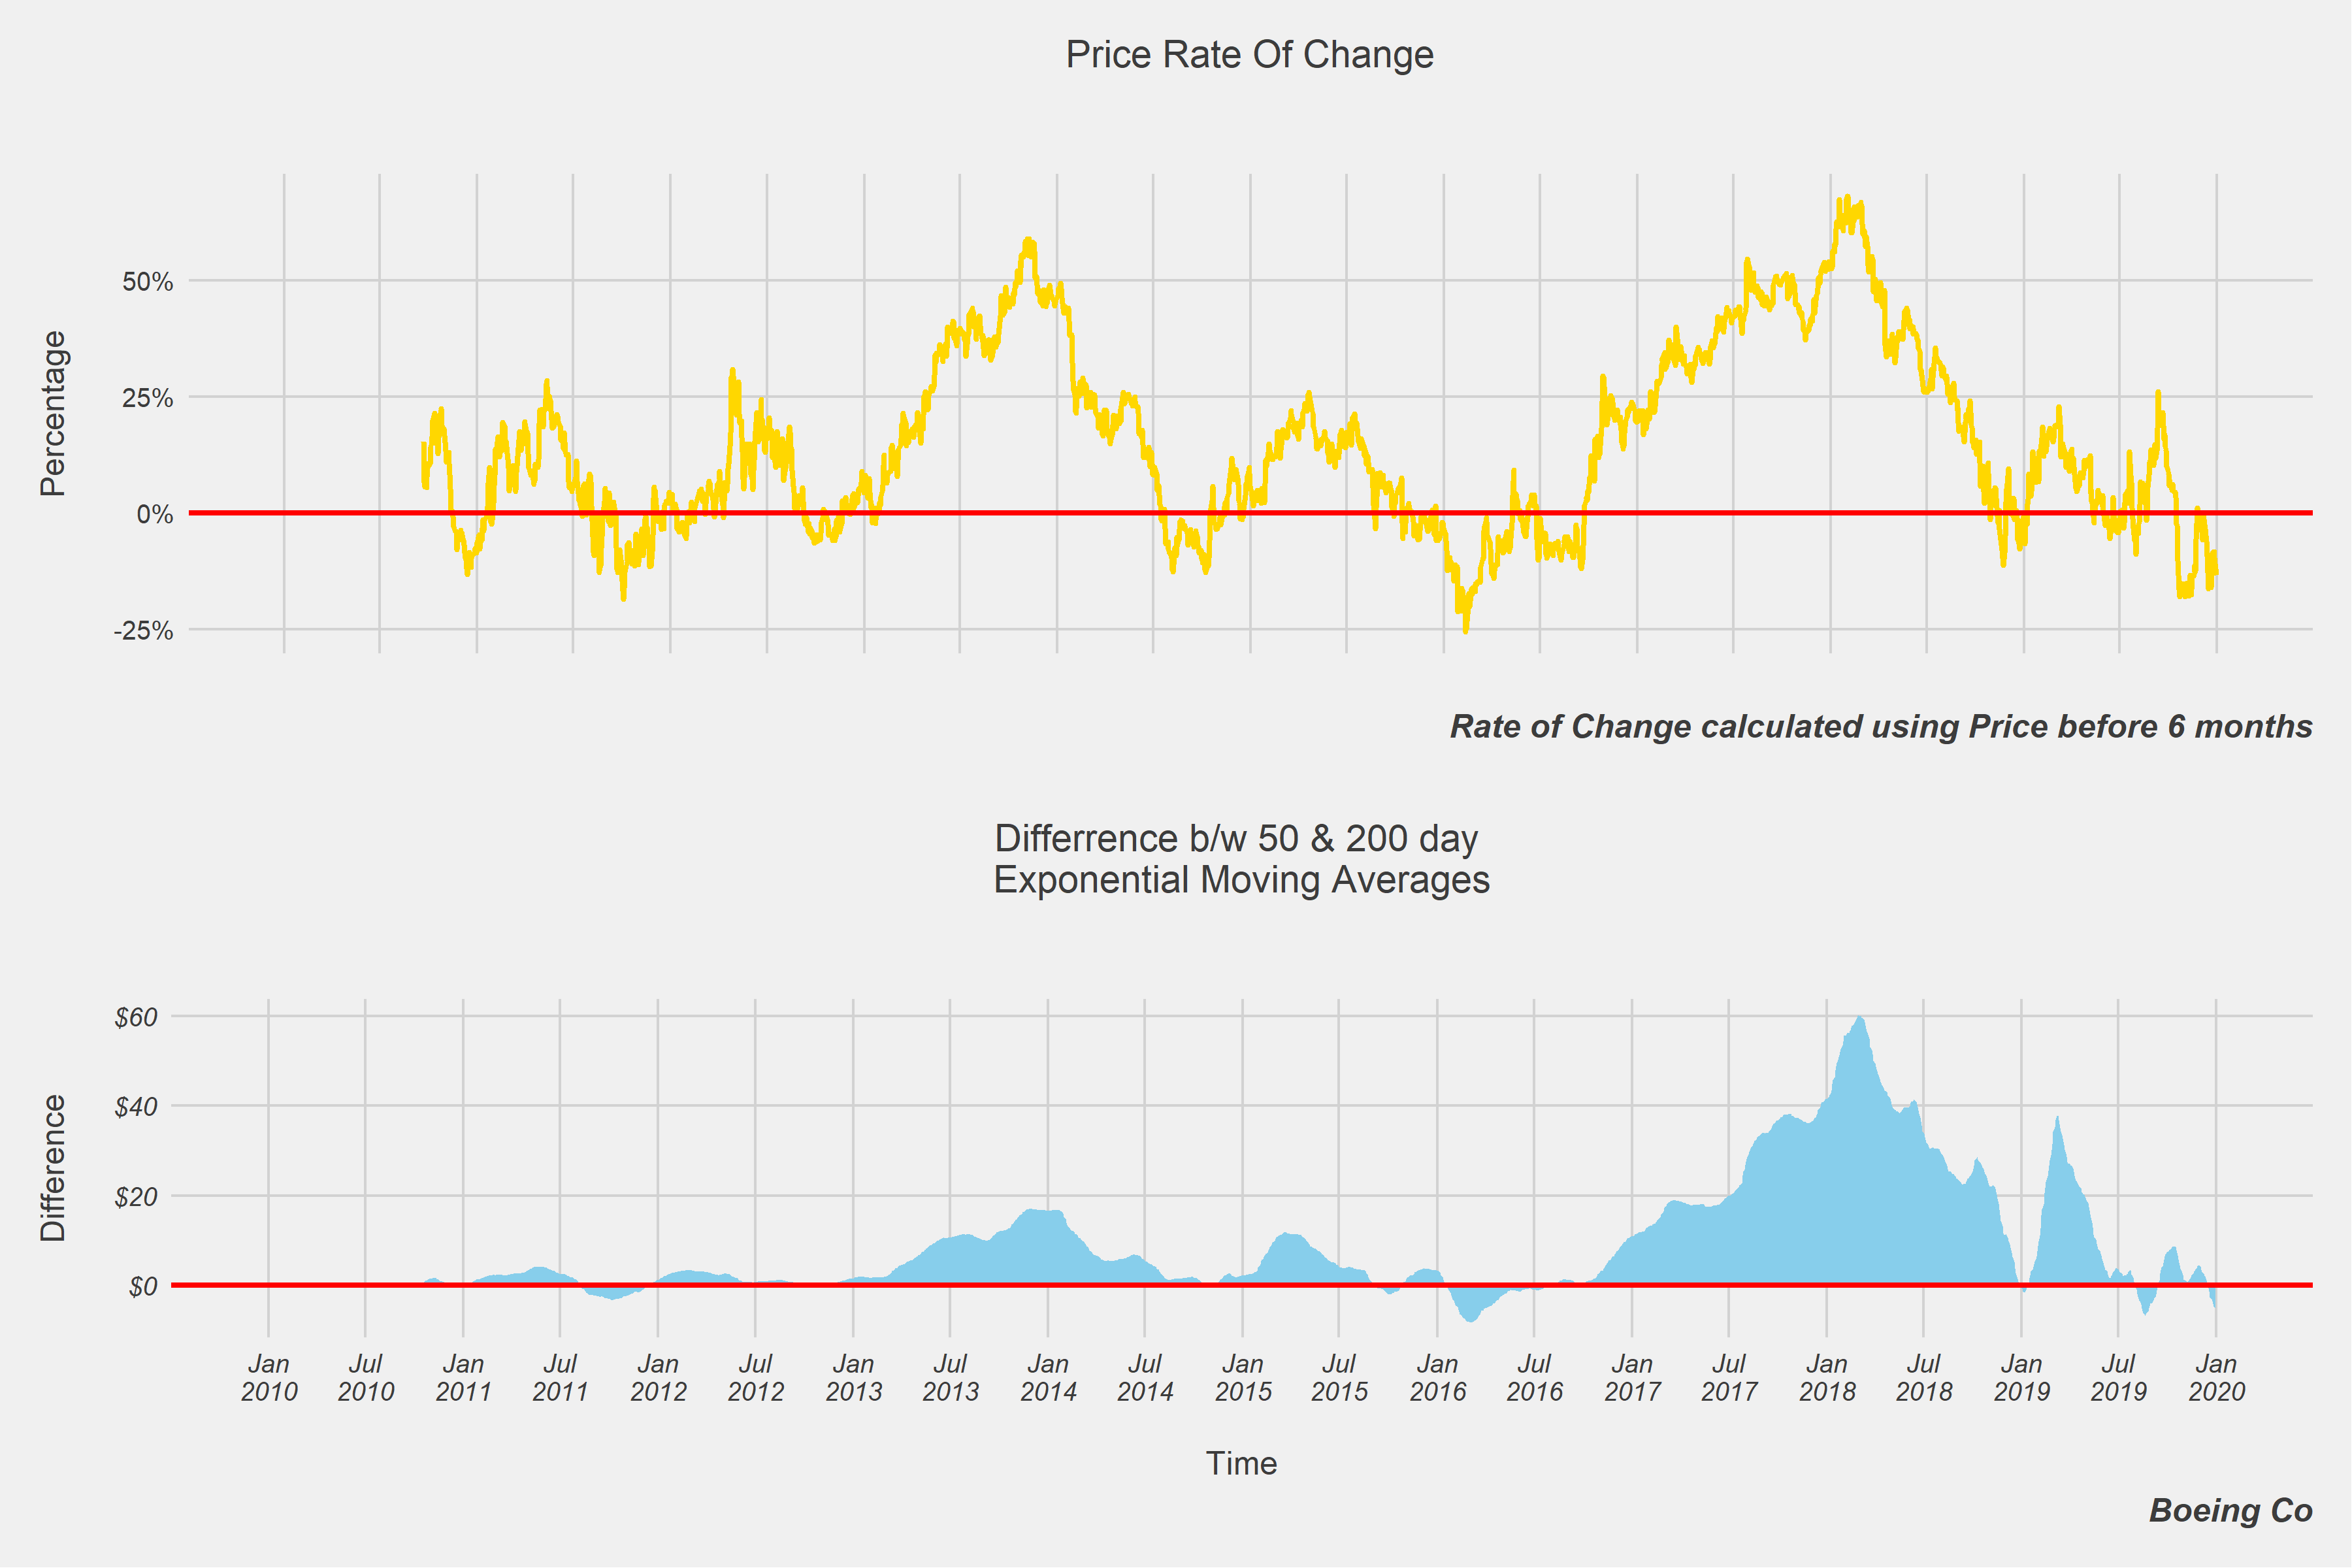 Price Rate Of Change
Percentage
50%
25%
0%
-25%
Rate of Change calculated using Price before 6 months
Differrence b/w 50 & 200 day
Exponential Moving Averages
Difference
$60
$40
$20
$0
Jan Jul Jan Jul Jan Jul Jan Jul Jan Jul Jan Jul Jan Jul Jan Jul Jan Jul Jan Jul Jan
2010 2010 2011 2011 2012 2012 2013 2013 2014 2014 2015 2015 2016 2016 2017 2017 2018 2018 2019 2019 2020
Time
Boeing Co